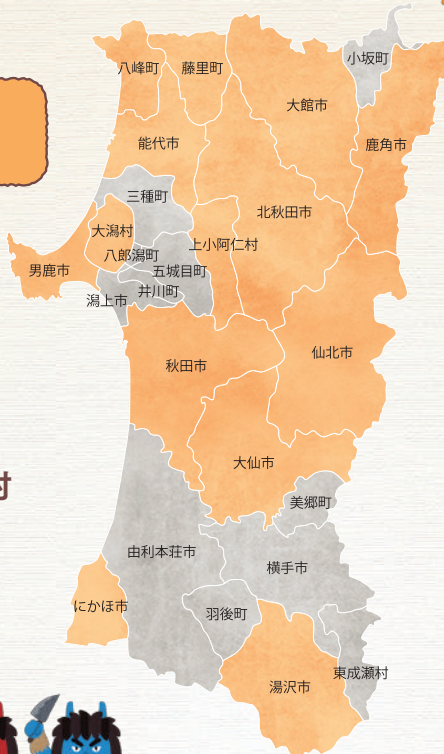 小坂町
八峰町
藤里町
大館市
能代市
鹿角市
三種町
北秋田市
大潟村
上小阿仁村
八郎潟町
男鹿市
五城目町
井川町
潟上市
仙北市
秋田市
大仙市
村
美郷町
由利本荘市
横手市
にかほ市
羽後町
東成瀬村
湯沢市